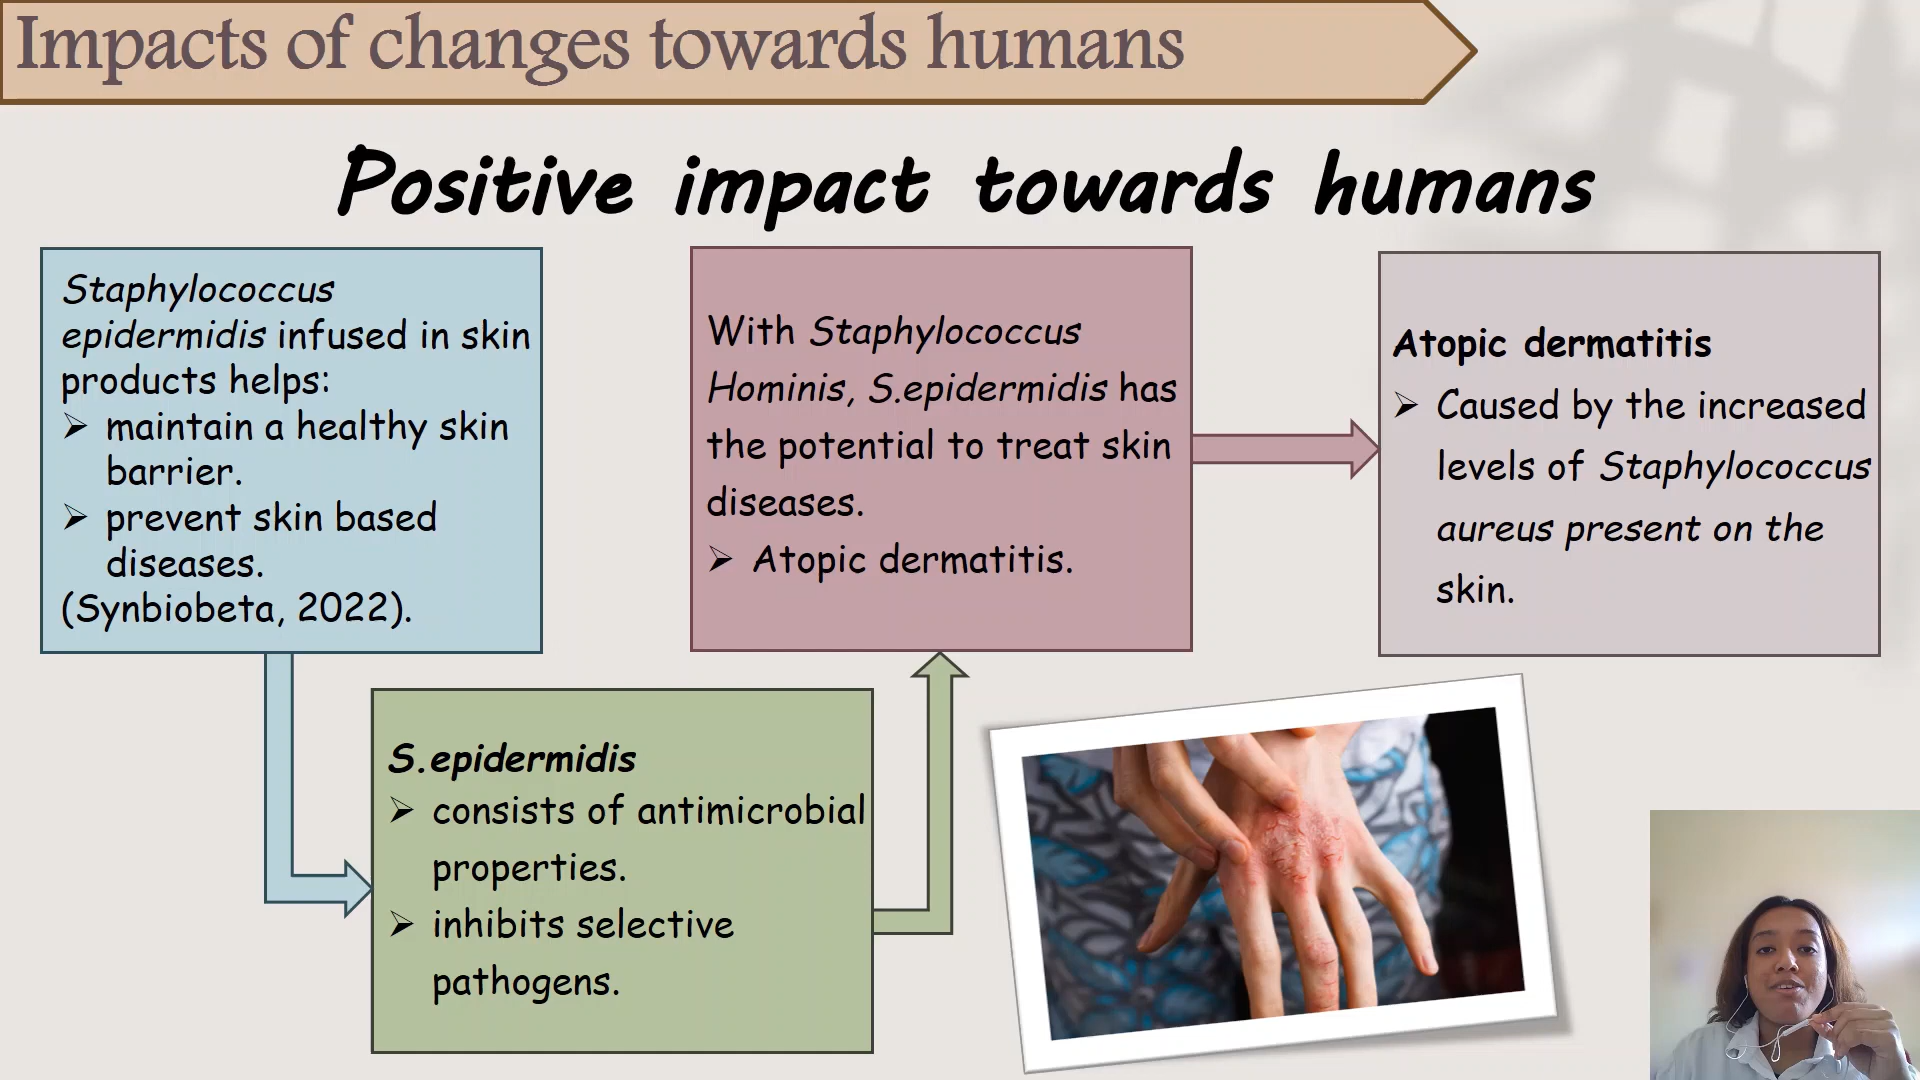 Impacts of changes towards humans
Positive impact towards humans
Staphylococcus
epidermidis infused in skin
products helps:
➢ maintain a healthy skin
barrier.
➢ prevent skin based
diseases.
(Synbiobeta, 2022).
S.epidermidis
➢ consists of antimicrobial
properties.
➢ inhibits selective
pathogens.
With Staphylococcus
Hominis, S.epidermidis has
the potential to treat skin
diseases.
➢ Atopic dermatitis.
Atopic dermatitis
➢ Caused by the increased
levels of Staphylococcus
aureus present on the
skin.